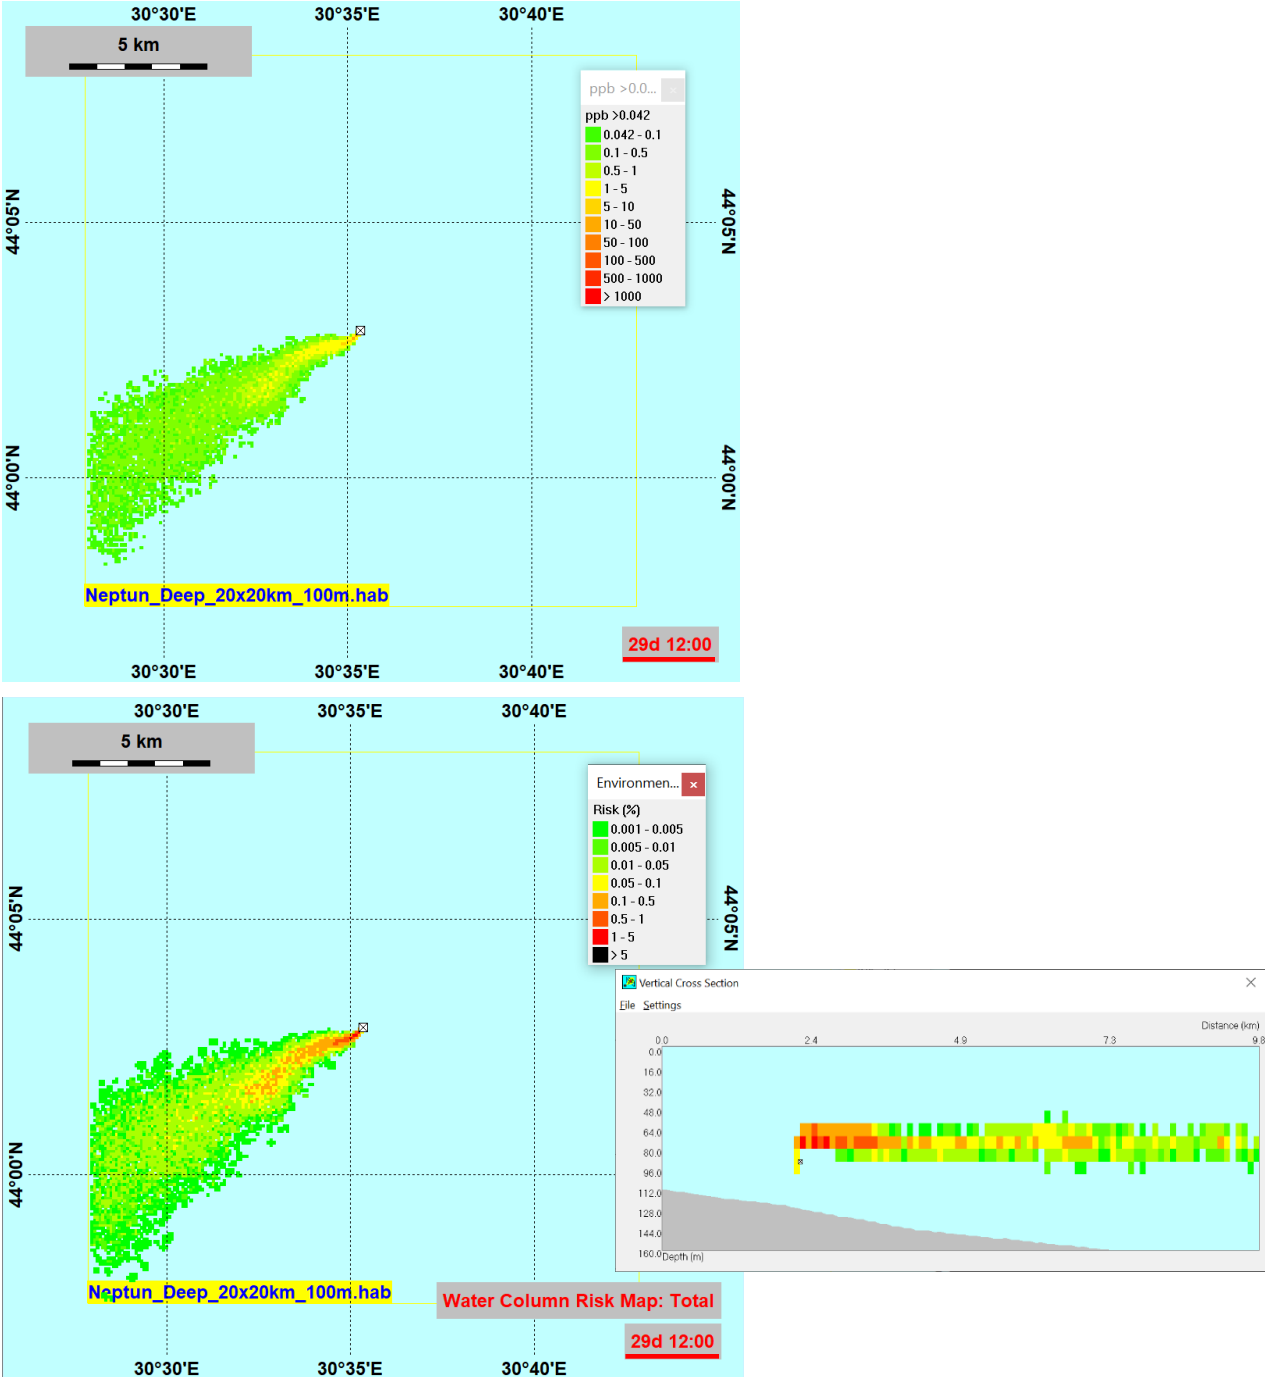 30°30'E 30°35'E 30°40'E
5 km
ppb >0.0...
ppb >0.042
0.042 - 0.1
0.1 - 0.5
0.5 - 1
1 - 5
5 - 10
10 - 50
50 - 100
100 - 500
500 - 1000
> 1000
44°05'N 44°05'N
44°00'N 44°00'N
Neptun_Deep_20x20km_100m.hab
29d 12:00
30°30'E 30°35'E 30°40'E
30°30'E 30°35'E 30°40'E
5 km
Environmen...
Risk (%)
0.001 - 0.005
0.005 - 0.01
0.01 - 0.05
0.05 - 0.1
0.1 - 0.5
0.5 - 1
1 - 5
> 5
44°05'N 44°05'N
44°00'N
Vertical Cross Section
File Settings
Distance (km)
0.0 2.4 4.9 7.3 9.8
0.0
16.0
32.0
48.0
64.0
80.0
96.0
112.0
128.0
144.0
160.0
Depth (m)
Neptun_Deep_20x20km_100m.hab
Water Column Risk Map: Total
29d 12:00
30°30'E 30°35'E 30°40'E